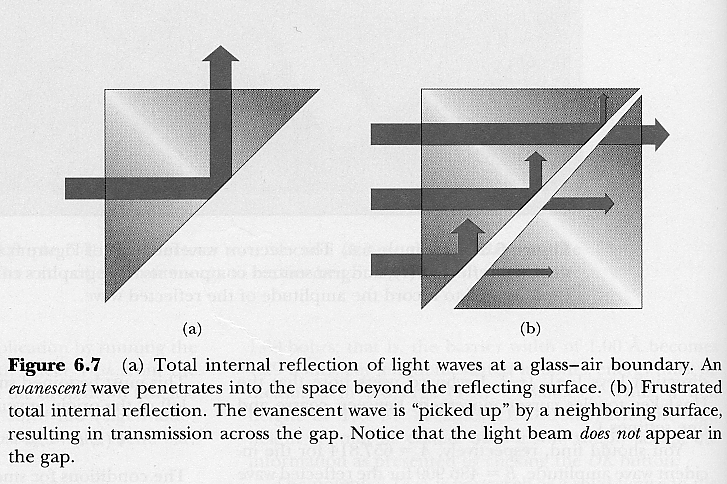 (a)
(b)
Figure 6.7 (a) Total internal reflection of light waves at a glass–air boundary. An
evanescent wave penetrates into the space beyond the reflecting surface. (b) Frustrated
total internal reflection. The evanescent wave is “picked up” by a neighboring surface,
resulting in transmission across the gap. Notice that the light beam does not appear in
the gap.